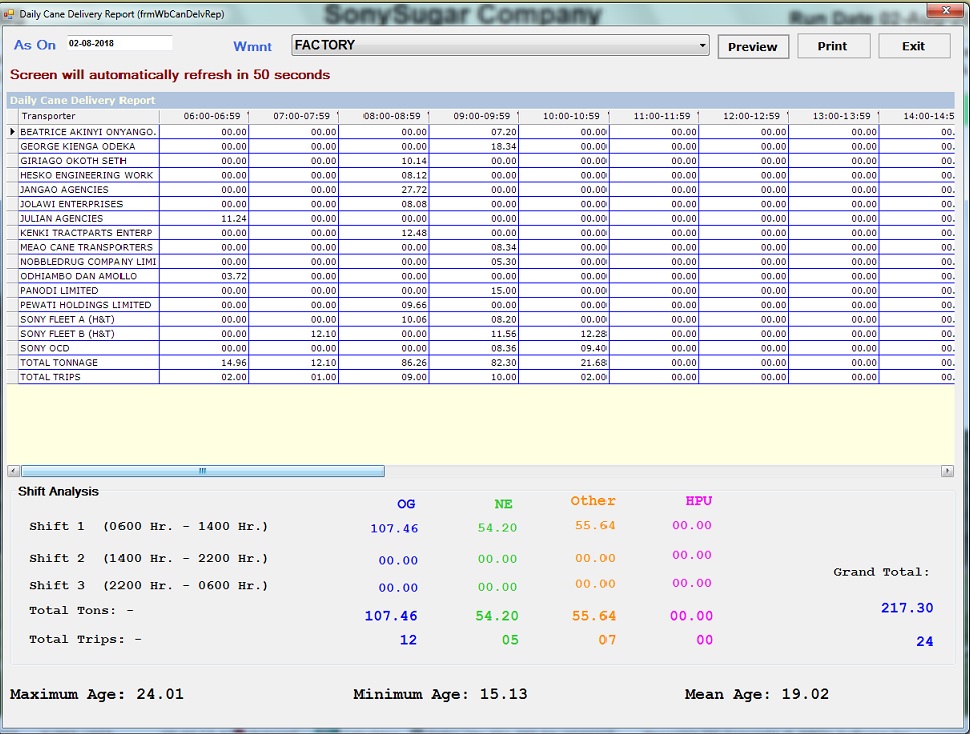 Daily Cane Delivery Report (frmWbCanDelvRep)
SonySugar Company
Run Date 02-Aug-2
As On 02-08-2018 Wmnt FACTORY Preview Print Exit
Screen will automatically refresh in 50 seconds
Daily Cane Delivery Report
Transporter 06:00-06:59 07:00-07:59 08:00-08:59 09:00-09:59 10:00-10:59 11:00-11:59 12:00-12:59 13:00-13:59 14:00-14:5
BEATRICE AKINYI ONYANGO. 00.00 00.00 00.00 07.20 00.00 00.00 00.00 00.00 00.
GEORGE KIENGA ODEKA 00.00 00.00 00.00 18.34 00.00 00.00 00.00 00.00 00.
GIRIAGO OKOTH SETH 00.00 00.00 10.14 00.00 00.00 00.00 00.00 00.00 00.
HESKO ENGINEERING WORK 00.00 00.00 08.12 00.00 00.00 00.00 00.00 00.00 00.
JANGAO AGENCIES 00.00 00.00 27.72 00.00 00.00 00.00 00.00 00.00 00.
JOLAWI ENTERPRISES 00.00 00.00 08.08 00.00 00.00 00.00 00.00 00.00 00.
JULIAN AGENCIES 11.24 00.00 00.00 00.00 00.00 00.00 00.00 00.00 00.
KENKI TRACTPARTS ENTERP 00.00 00.00 12.48 00.00 00.00 00.00 00.00 00.00 00.
MEAO CANE TRANSPORTERS 00.00 00.00 00.00 08.34 00.00 00.00 00.00 00.00 00.
NOBBLEDRUG COMPANY LIMI 00.00 00.00 00.00 05.30 00.00 00.00 00.00 00.00 00.
ODHIAMBO DAN AMOLLO 03.72 00.00 00.00 00.00 00.00 00.00 00.00 00.00 00.
PANODI LIMITED 00.00 00.00 00.00 15.00 00.00 00.00 00.00 00.00 00.
PEWATI HOLDINGS LIMITED 00.00 00.00 09.66 00.00 00.00 00.00 00.00 00.00 00.
SONY FLEET A (H&T) 00.00 00.00 10.06 08.20 00.00 00.00 00.00 00.00 00.
SONY FLEET B (H&T) 00.00 12.10 00.00 11.56 12.28 00.00 00.00 00.00 00.
SONY OCD 00.00 00.00 00.00 08.36 09.40 00.00 00.00 00.00 00.
TOTAL TONNAGE 14.96 12.10 86.26 82.30 21.68 00.00 00.00 00.00 00.
TOTAL TRIPS 02.00 01.00 09.00 10.00 02.00 00.00 00.00 00.00 00.
Shift Analysis
OG NE Other HPU
Shift 1 (0600 Hr. - 1400 Hr.) 107.46 54.20 55.64 00.00
Shift 2 (1400 Hr. - 2200 Hr.) 00.00 00.00 00.00 00.00
Grand Total:
Shift 3 (2200 Hr. - 0600 Hr.) 00.00 00.00 00.00 00.00
Total Tons: - 107.46 54.20 55.64 00.00 217.30
Total Trips: - 12 05 07 00 24
Maximum Age: 24.01 Minimum Age: 15.13 Mean Age: 19.02